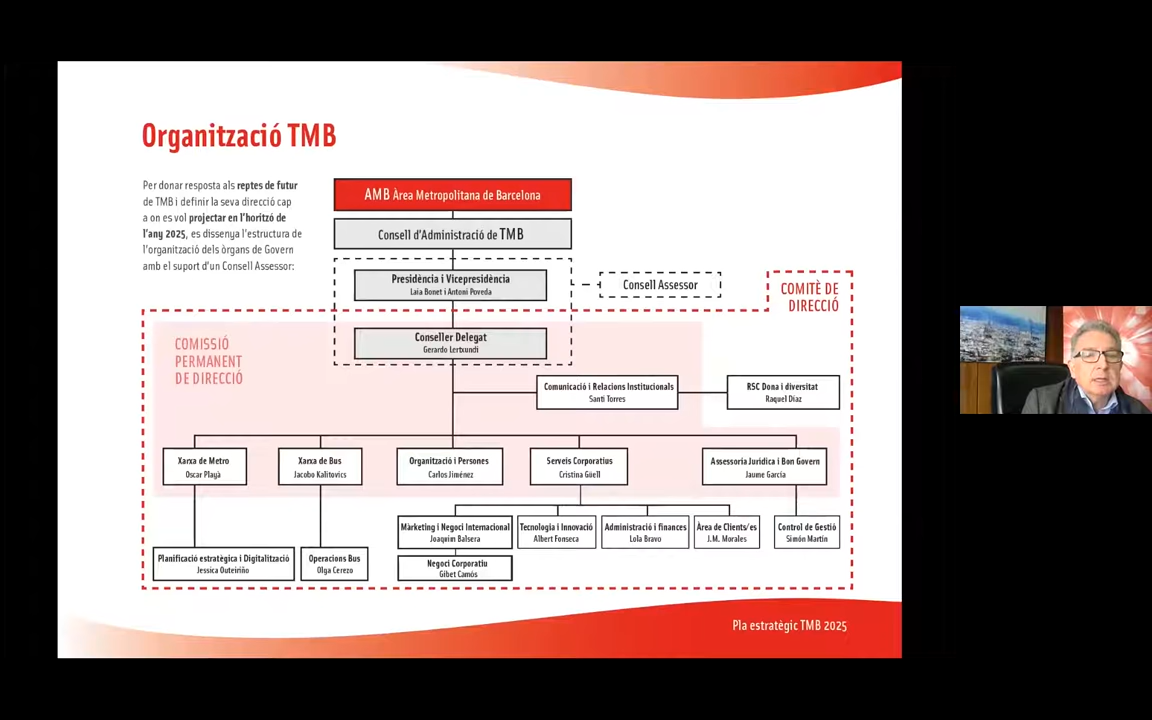 Organització TMB
Per donar resposta als reptes de futur
de TMB i definir la seva direcció cap
a on es vol projectar en l'horitzó de
l'any 2025, es dissenya l'estructura de
l'organització dels òrgans de Govern
amb el suport d'un Consell Assessor:
AMB Àrea Metropolitana de Barcelona
Consell d'Administració de TMB
Presidència i Vicepresidència
Laia Bonet i Antoni Poveda
Consell Assessor
COMITÈ DE
DIRECCIÓ
Conseller Delegat
Gerardo Lertxundi
COMISSIÓ
PERMANENT
DE DIRECCIÓ
Comunicació i Relacions Institucionals
Santi Torres
RSC Dona i diversitat
Raquel Díaz
Xarxa de Metro
Oscar Playà
Xarxa de Bus
Jacobo Kalitovics
Organització i Persones
Carlos Jiménez
Serveis Corporatius
Cristina Güell
Assessoria Jurídica i Bon Govern
Jaume García
Màrketing i Negoci Internacional
Joaquim Balsera
Tecnologia i Innovació
Albert Fonseca
Administració i finances
Lola Bravo
Àrea de Clients/es
J.M. Morales
Control de Gestió
Simón Martín
Planificació estratègica i Digitalització
Jessica Outeiriño
Operacions Bus
Olga Cerezo
Negoci Corporatiu
Gibet Camós
Pla estratègic TMB 2025